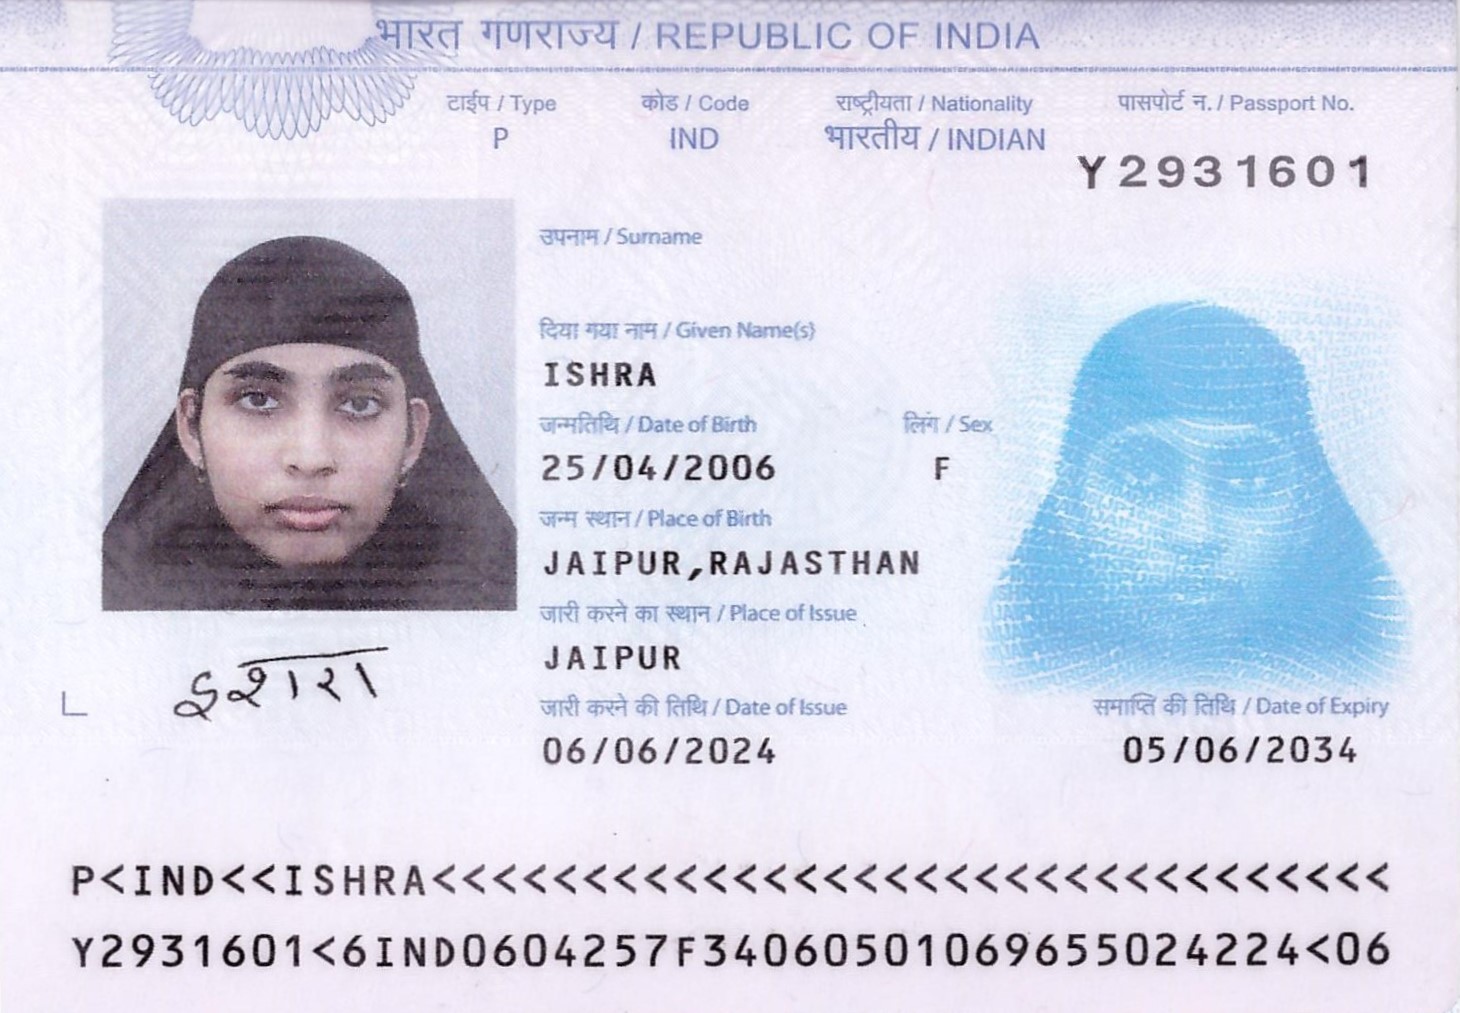 भारत गणराज्य / REPUBLIC OF INDIA
टाईप / Type कोड / Code राष्ट्रीयता / Nationality पासपोर्ट न. / Passport No.
P IND भारतीय / INDIAN Y2931601
उपनाम / Surname
दिया गया नाम / Given Name(s)
ISHRA
जन्मतिथि / Date of Birth लिंग / Sex
25/04/2006 F
जन्म स्थान / Place of Birth
JAIPUR,RAJASTHAN
जारी करने का स्थान / Place of Issue
JAIPUR
इशरा
जारी करने की तिथि / Date of Issue समाप्ति की तिथि / Date of Expiry
06/06/2024 05/06/2034
P<IND<<ISHRA<<<<<<<<<<<<<<<<<<<<<<<<<<<<<<<<
Y2931601<6IND0604257F3406050106965502 4224<06